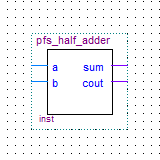 pfs_half_adder
a sum
b cout
inst